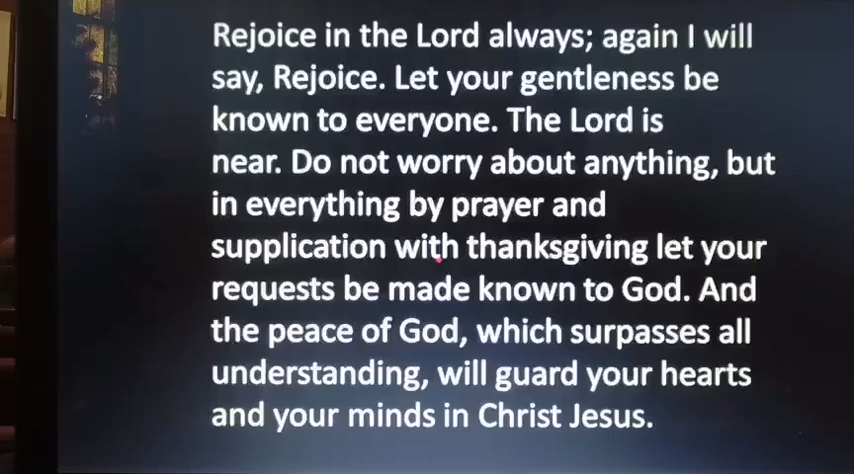 Rejoice in the Lord always; again I will
say, Rejoice. Let your gentleness be
known to everyone. The Lord is
near. Do not worry about anything, but
in everything by prayer and
supplication with thanksgiving let your
requests be made known to God. And
the peace of God, which surpasses all
understanding, will guard your hearts
and your minds in Christ Jesus.